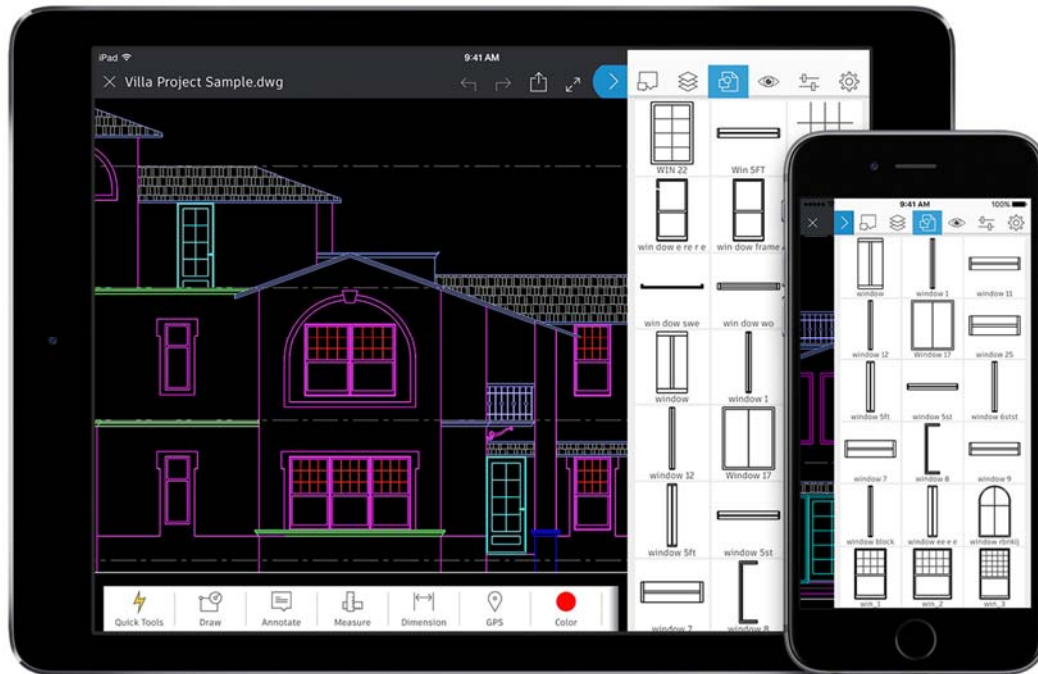 iPad
9:41 AM
Villa Project Sample.dwg
WIN 22
Win 5FT
win dow e re r e
win dow frame
win dow swe
win dow wo
window
window 1
window 12
Window 17
window 5ft
window 5st
window 7
window 8
Quick Tools
Draw
Annotate
Measure
Dimension
GPS
Color
9:41 AM
100%
window
window 1
window 11
window 12
Window 17
window 25
window 5ft
window 5st
window 6stst
window 7
window 8
window 9
window block
window ee e e
window rbnkij
win_1
win_2
win_3